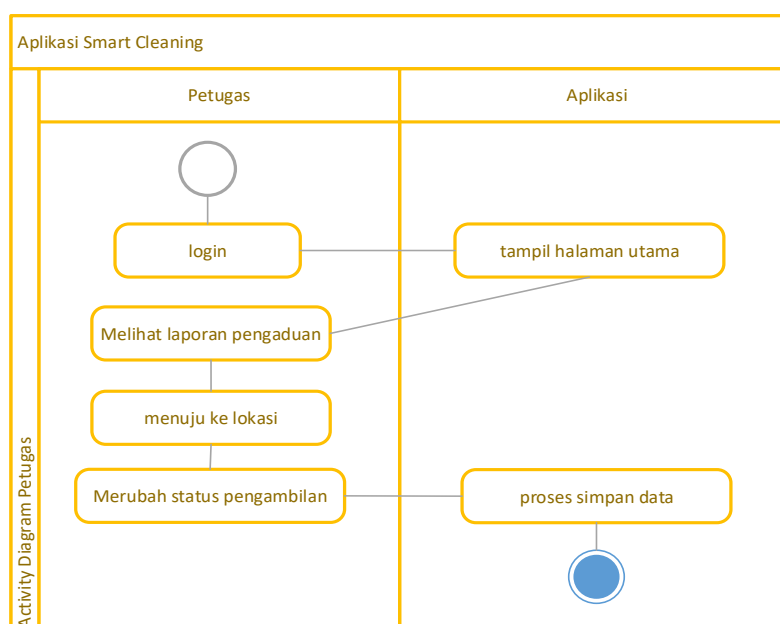 Aplikasi Smart Cleaning
Petugas
Aplikasi
Activity Diagram Petugas
login
tampil halaman utama
Melihat laporan pengaduan
menuju ke lokasi
Merubah status pengambilan
proses simpan data